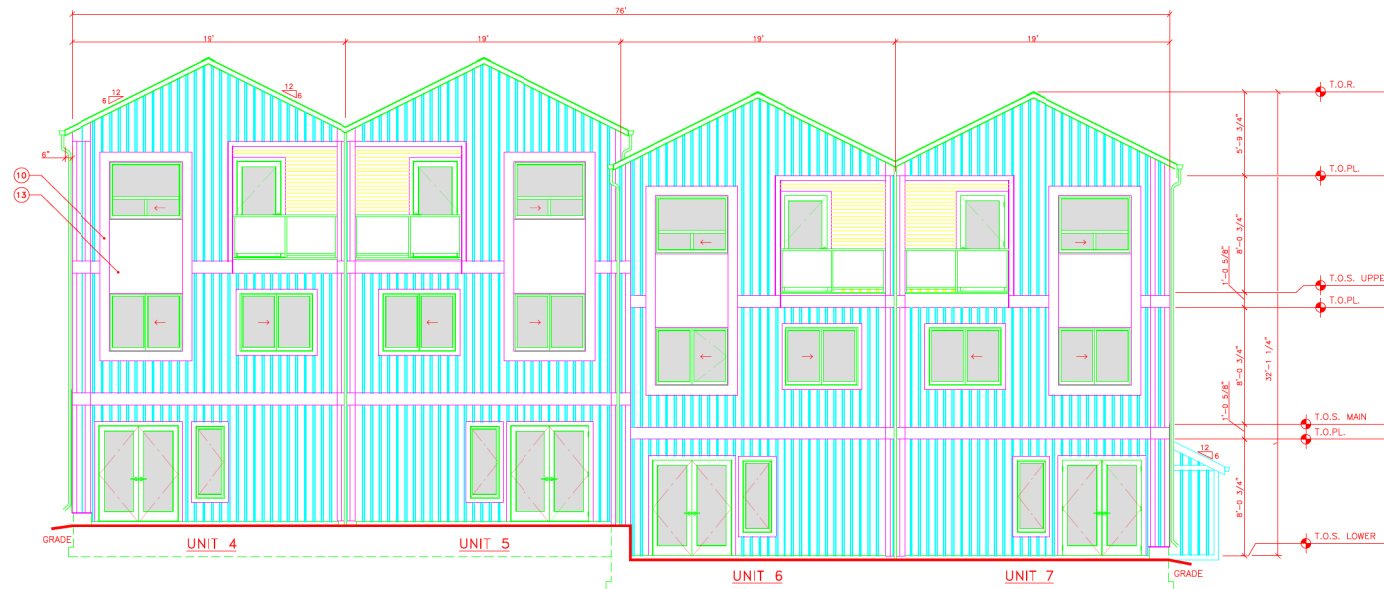 76'
19'
19'
19'
19'
12
6
12
6
6"
10
13
T.O.R.
5'-9 3/4"
T.O.PL.
8'-0 3/4"
1'-0 5/8"
T.O.S. UPPE
T.O.PL.
8'-0 3/4"
32'-1 1/4"
1'-0 5/8"
T.O.S. MAIN
T.O.PL.
12
6
8'-0 3/4"
T.O.S. LOWER
GRADE
UNIT 4
UNIT 5
UNIT 6
UNIT 7
GRADE